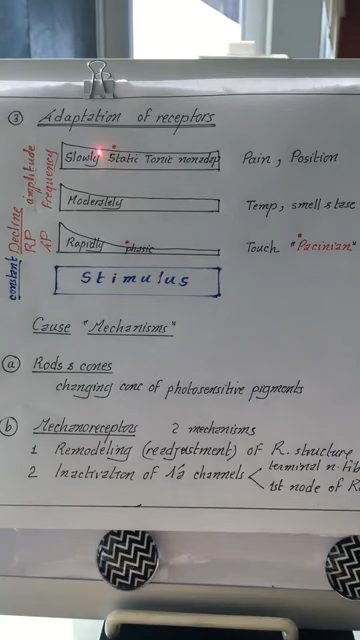 ③ Adaptation of receptors
Slowly Static Tonic nonadap Pain, Position
Moderately Temp, smell & tase
Rapidly phasic Touch "Pacinian"
constant Decline RP amplitude
AP Frequency
Stimulus
Cause "Mechanisms"
ⓐ Rods & cones
changing conc of photosensitive pigments
ⓑ Mechanoreceptors 2 mechanisms
1 Remodeling (readjustment) of R. structure
2 Inactivation of Na channels < terminal n. Fib
1st node of R